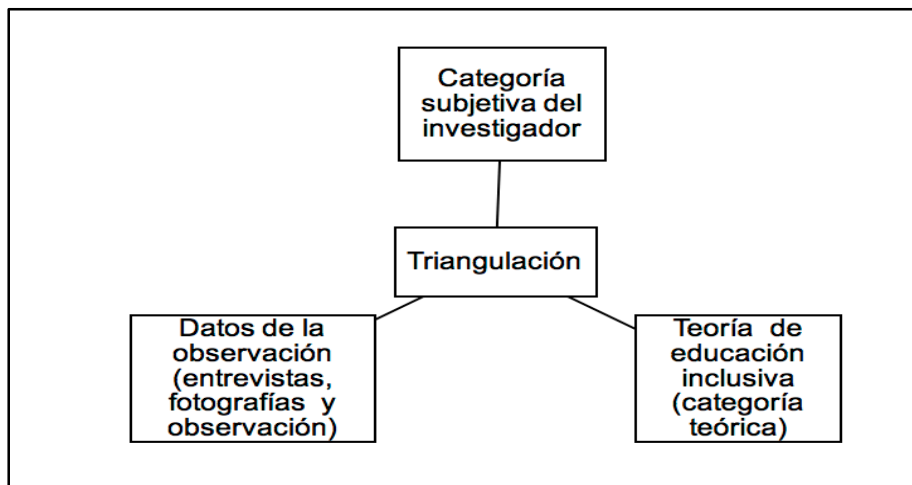 Categoría
subjetiva del
investigador
Triangulación
Datos de la
observación
(entrevistas,
fotografías y
observación)
Teoría de
educación
inclusiva
(categoría
teórica)